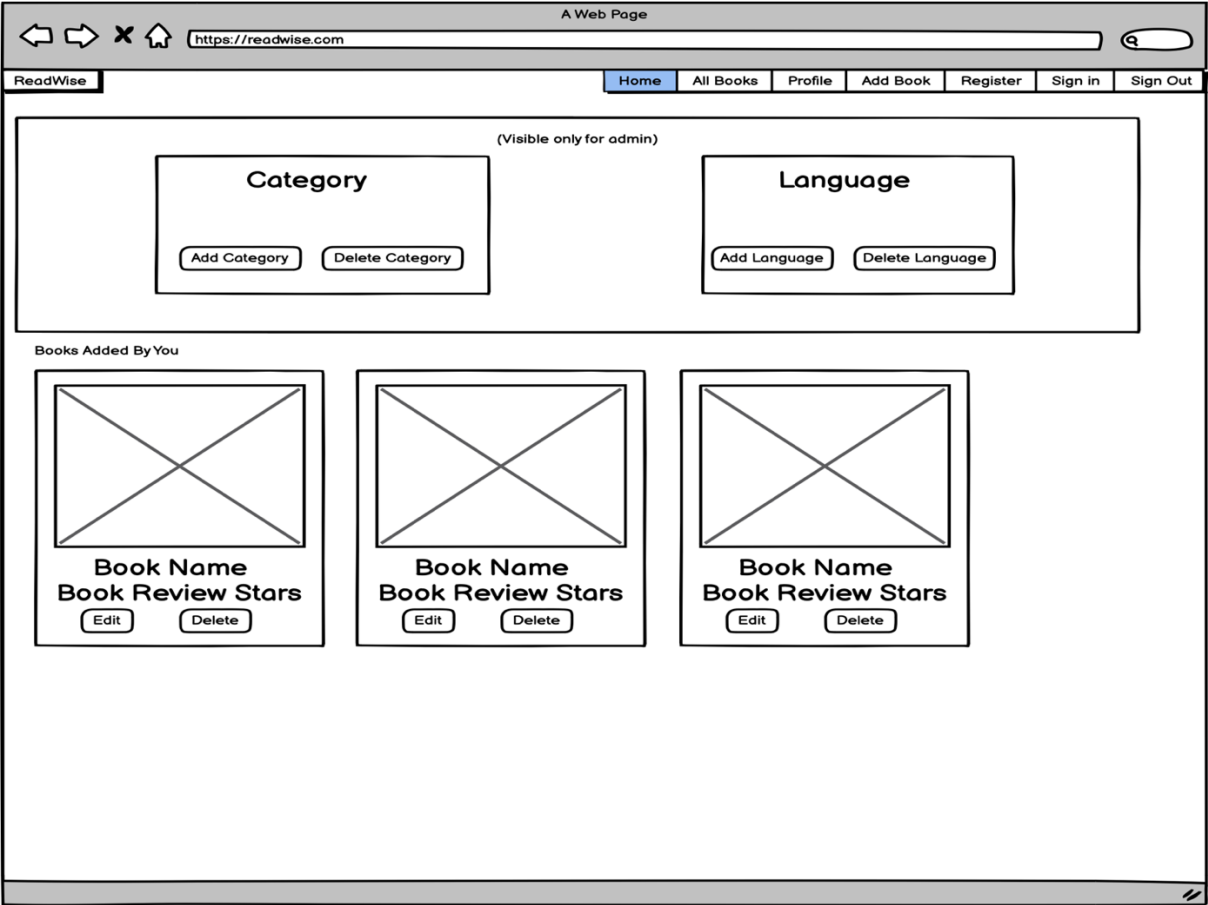 A Web Page
https://readwise.com
ReadWise Home All Books Profile Add Book Register Sign in Sign Out
(Visible only for admin)
Category Language
Add Category Delete Category Add Language Delete Language
Books Added By You
Book Name Book Name Book Name
Book Review Stars Book Review Stars Book Review Stars
Edit Delete Edit Delete Edit Delete